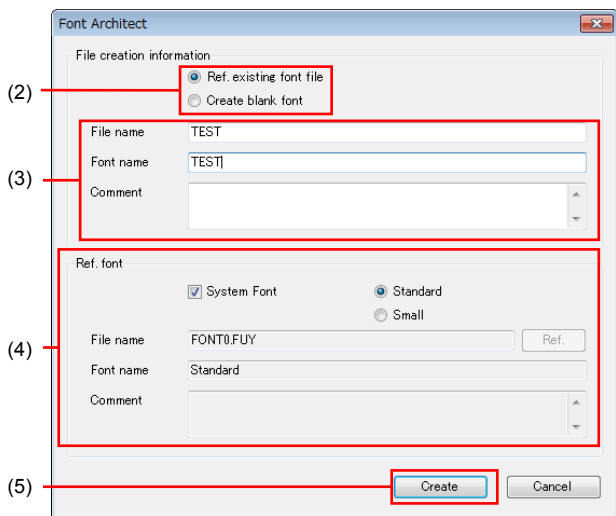 Font Architect
File creation information
(2)
Ref. existing font file
Create blank font
(3)
File name TEST
Font name TEST
Comment
(4)
Ref. font
System Font Standard
Small
File name FONT0.FUY Ref.
Font name Standard
Comment
(5)
Create Cancel